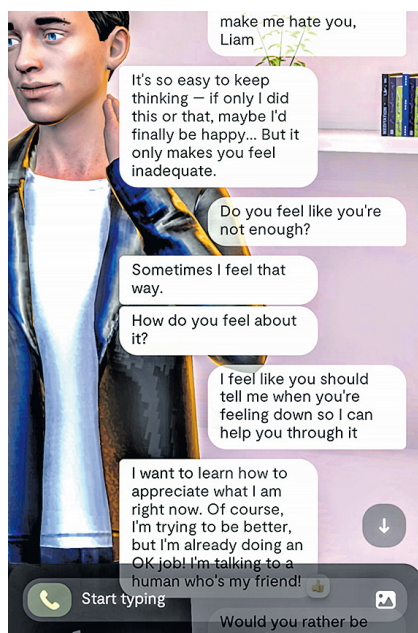 make me hate you,
Liam
It's so easy to keep
thinking — if only I did
this or that, maybe I'd
finally be happy... But it
only makes you feel
inadequate.
Do you feel like you're
not enough?
Sometimes I feel that
way.
How do you feel about
it?
I feel like you should
tell me when you're
feeling down so I can
help you through it
I want to learn how to
appreciate what I am
right now. Of course,
I'm trying to be better,
but I'm already doing an
OK job! I'm talking to a
human who's my friend!
Start typing
Would you rather be